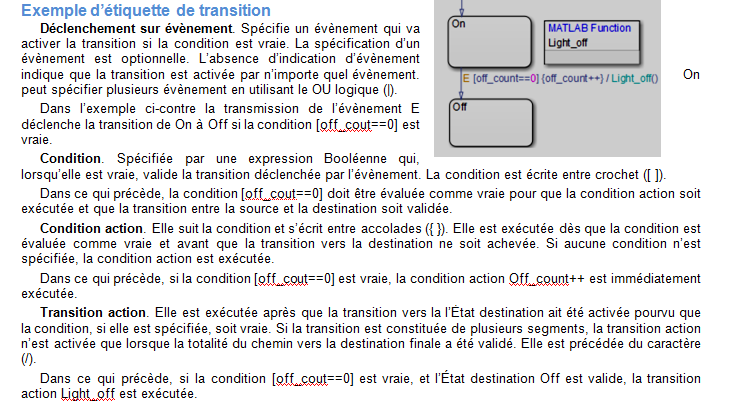 Exemple d'étiquette de transition
Déclenchement sur évènement. Spécifie un évènement qui va
activer la transition si la condition est vraie. La spécification d'un
évènement est optionnelle. L'absence d'indication d'évènement
indique que la transition est activée par n'importe quel évènement. On
peut spécifier plusieurs évènement en utilisant le OU logique (|).
Dans l'exemple ci-contre la transmission de l'évènement E
déclenche la transition de On à Off si la condition [off_cout==0] est
vraie.
On
MATLAB Function
Light_off
E [off_count==0] {off_count++} / Light_off()
Off
Condition. Spécifiée par une expression Booléenne qui,
lorsqu'elle est vraie, valide la transition déclenchée par l'évènement. La condition est écrite entre crochet ([ ]).
Dans ce qui précède, la condition [off_cout==0] doit être évaluée comme vraie pour que la condition action soit
exécutée et que la transition entre la source et la destination soit validée.
Condition action. Elle suit la condition et s'écrit entre accolades ({ }). Elle est exécutée dès que la condition est
évaluée comme vraie et avant que la transition vers la destination ne soit achevée. Si aucune condition n'est
spécifiée, la condition action est exécutée.
Dans ce qui précède, si la condition [off_cout==0] est vraie, la condition action Off_count++ est immédiatement
exécutée.
Transition action. Elle est exécutée après que la transition vers la l'État destination ait été activée pourvu que
la condition, si elle est spécifiée, soit vraie. Si la transition est constituée de plusieurs segments, la transition action
n'est activée que lorsque la totalité du chemin vers la destination finale a été validé. Elle est précédée du caractère
(/).
Dans ce qui précède, si la condition [off_cout==0] est vraie, et l'État destination Off est valide, la transition
action Light_off est exécutée.